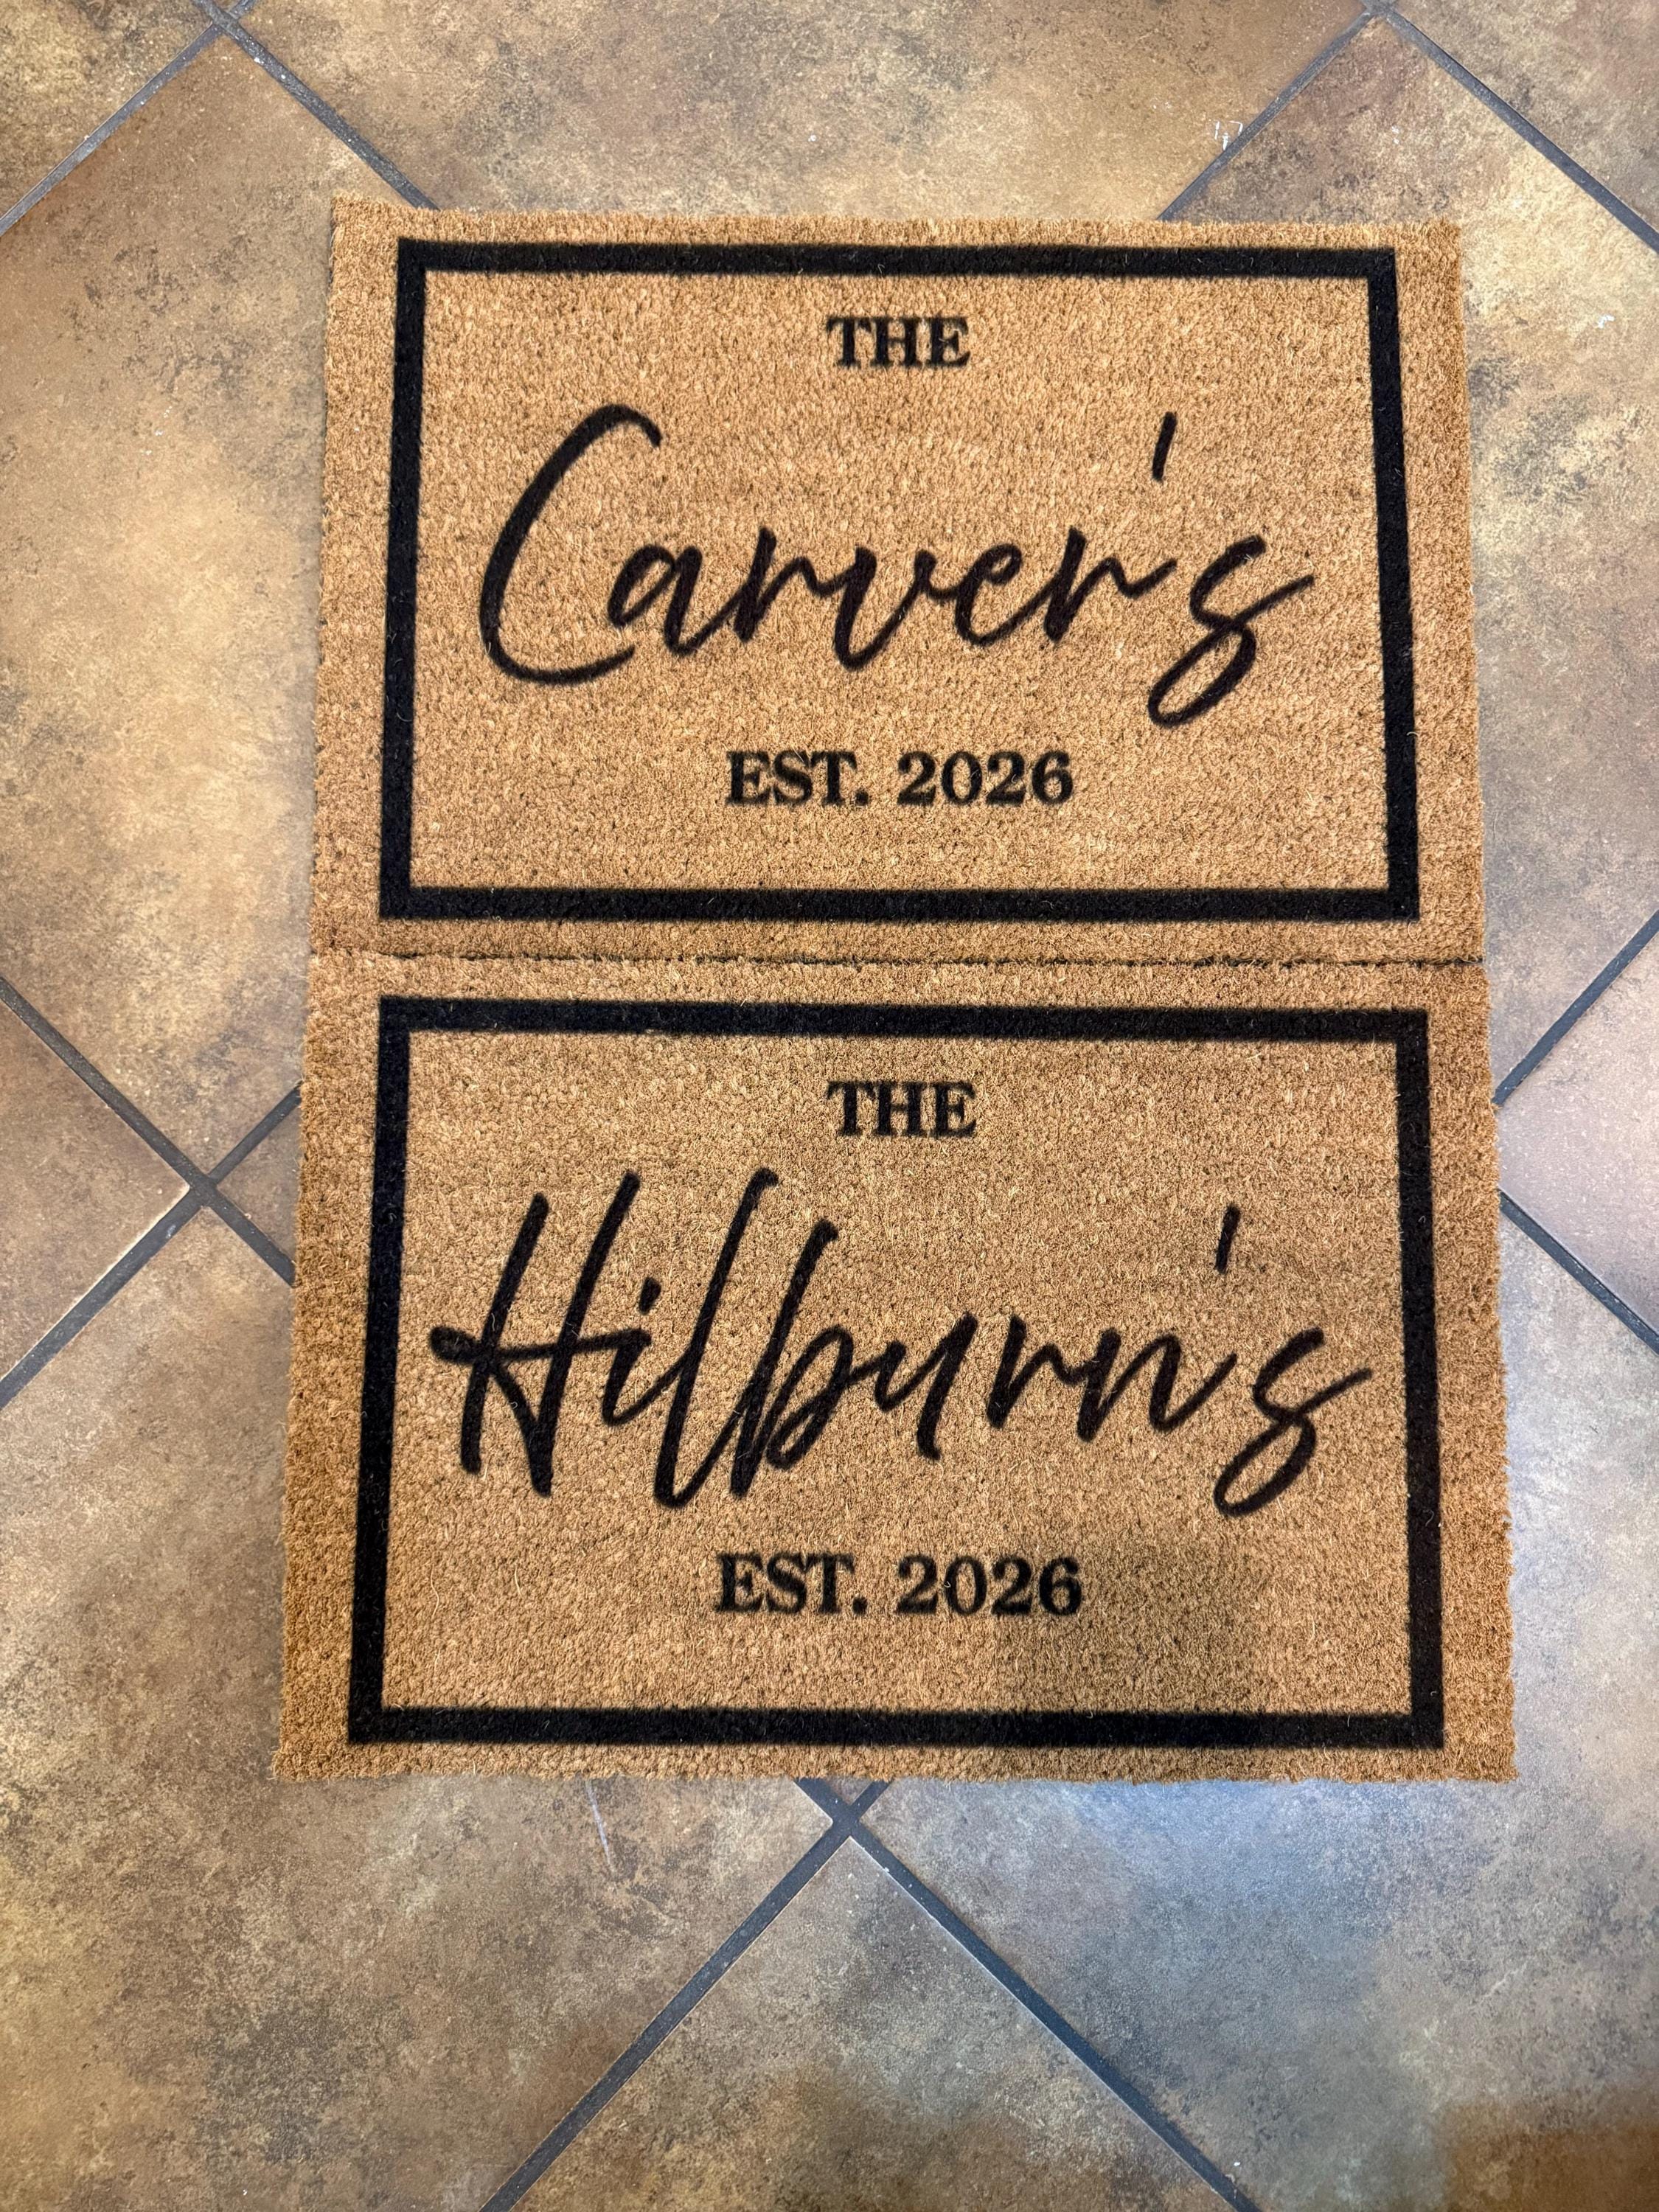 THE
Carver's
EST. 2026
THE
Hilburn's
EST. 2026